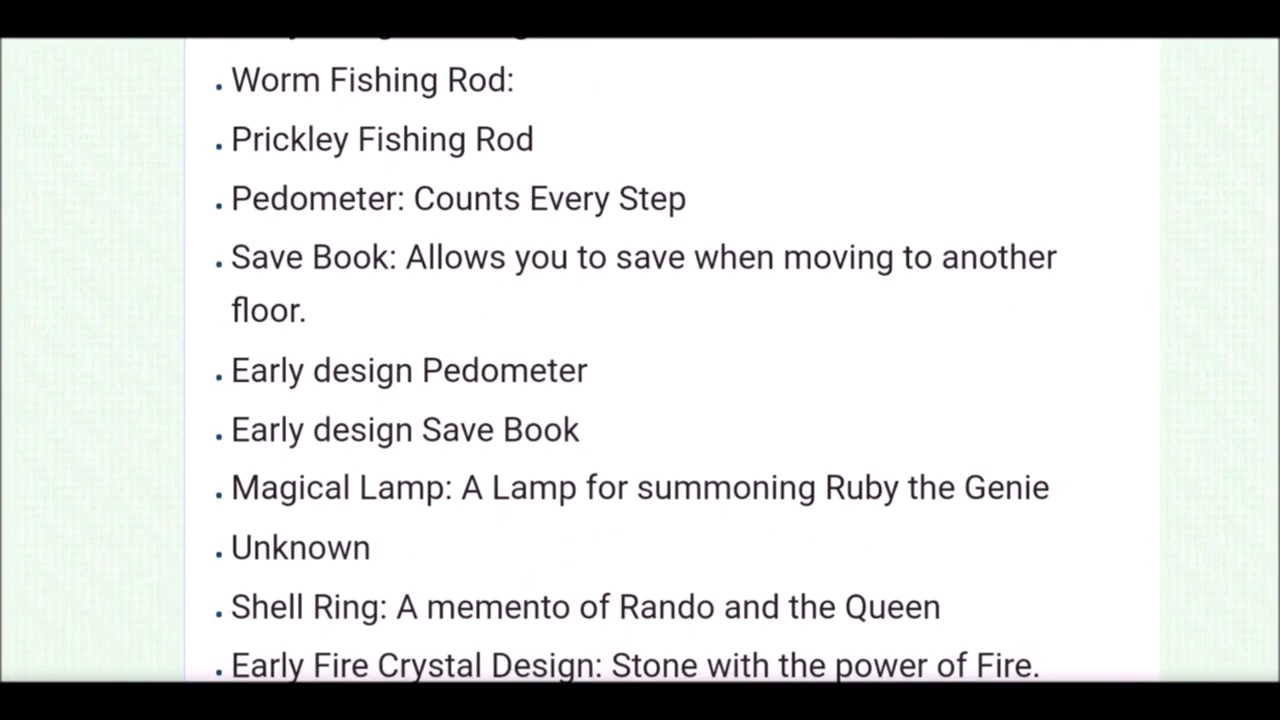 . Worm Fishing Rod:
. Prickley Fishing Rod
. Pedometer: Counts Every Step
. Save Book: Allows you to save when moving to another
floor.
. Early design Pedometer
. Early design Save Book
. Magical Lamp: A Lamp for summoning Ruby the Genie
. Unknown
. Shell Ring: A memento of Rando and the Queen
. Early Fire Crystal Design: Stone with the power of Fire.